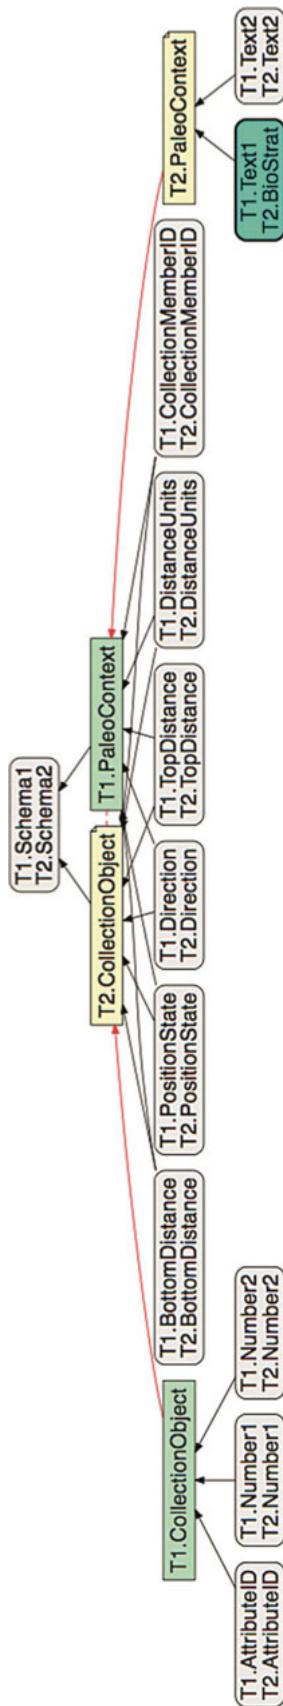 T1.Schema1
T2.Schema2
T2.CollectionObject
T1.PaleoContext
T1.CollectionObject
T1.BottomDistance
T2.BottomDistance
T1.PositionState
T2.PositionState
T1.Direction
T2.Direction
T1.TopDistance
T2.TopDistance
T1.DistanceUnits
T2.DistanceUnits
T1.CollectionMemberID
T2.CollectionMemberID
T2.PaleoContext
T1.AttributeID
T2.AttributeID
T1.Number1
T2.Number1
T1.Number2
T2.Number2
T1.Text1
T2.BioStrat
T1.Text2
T2.Text2